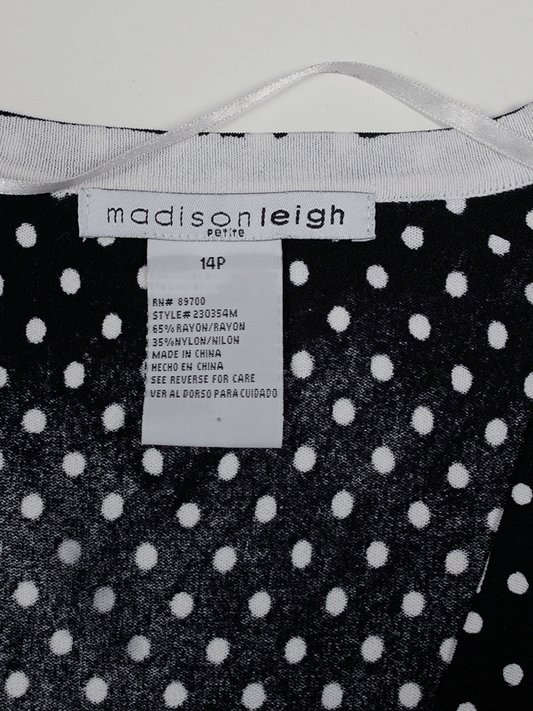 madisonleigh
PETITE
14P
RN# 89700
STYLE# 230354M
65%RAYON/RAYON
35%NYLON/NILON
MADE IN CHINA
HECHO EN CHINA
SEE REVERSE FOR CARE
VER AL DORSO PARA CUIDADO